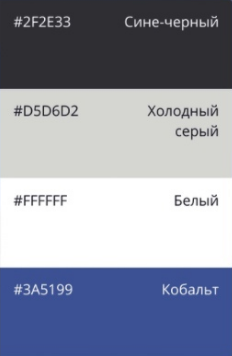 #2F2E33 Сине-черный
#D5D6D2 Холодный
серый
#FFFFFF Белый
#3A5199 Кобальт